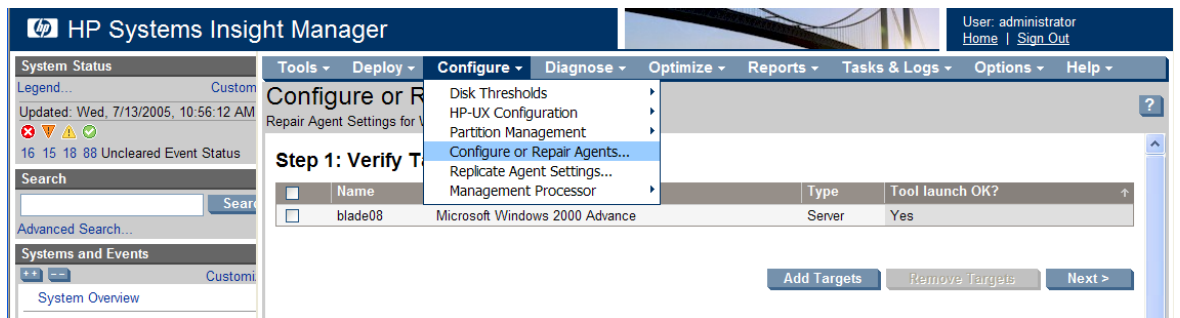 hp HP Systems Insight Manager
User: administrator
Home | Sign Out
System Status
Legend... Custom
Updated: Wed, 7/13/2005, 10:56:12 AM
16 15 18 88 Uncleared Event Status
Search
Sear
Advanced Search...
Systems and Events
Customi
System Overview
Tools Deploy Configure Diagnose Optimize Reports Tasks & Logs Options Help
Configure or R
?
Repair Agent Settings for
Disk Thresholds
HP-UX Configuration
Partition Management
Configure or Repair Agents...
Replicate Agent Settings...
Management Processor
Step 1: Verify T
Name Type Tool launch OK?
blade08 Microsoft Windows 2000 Advance Server Yes
Add Targets Remove Targets Next >